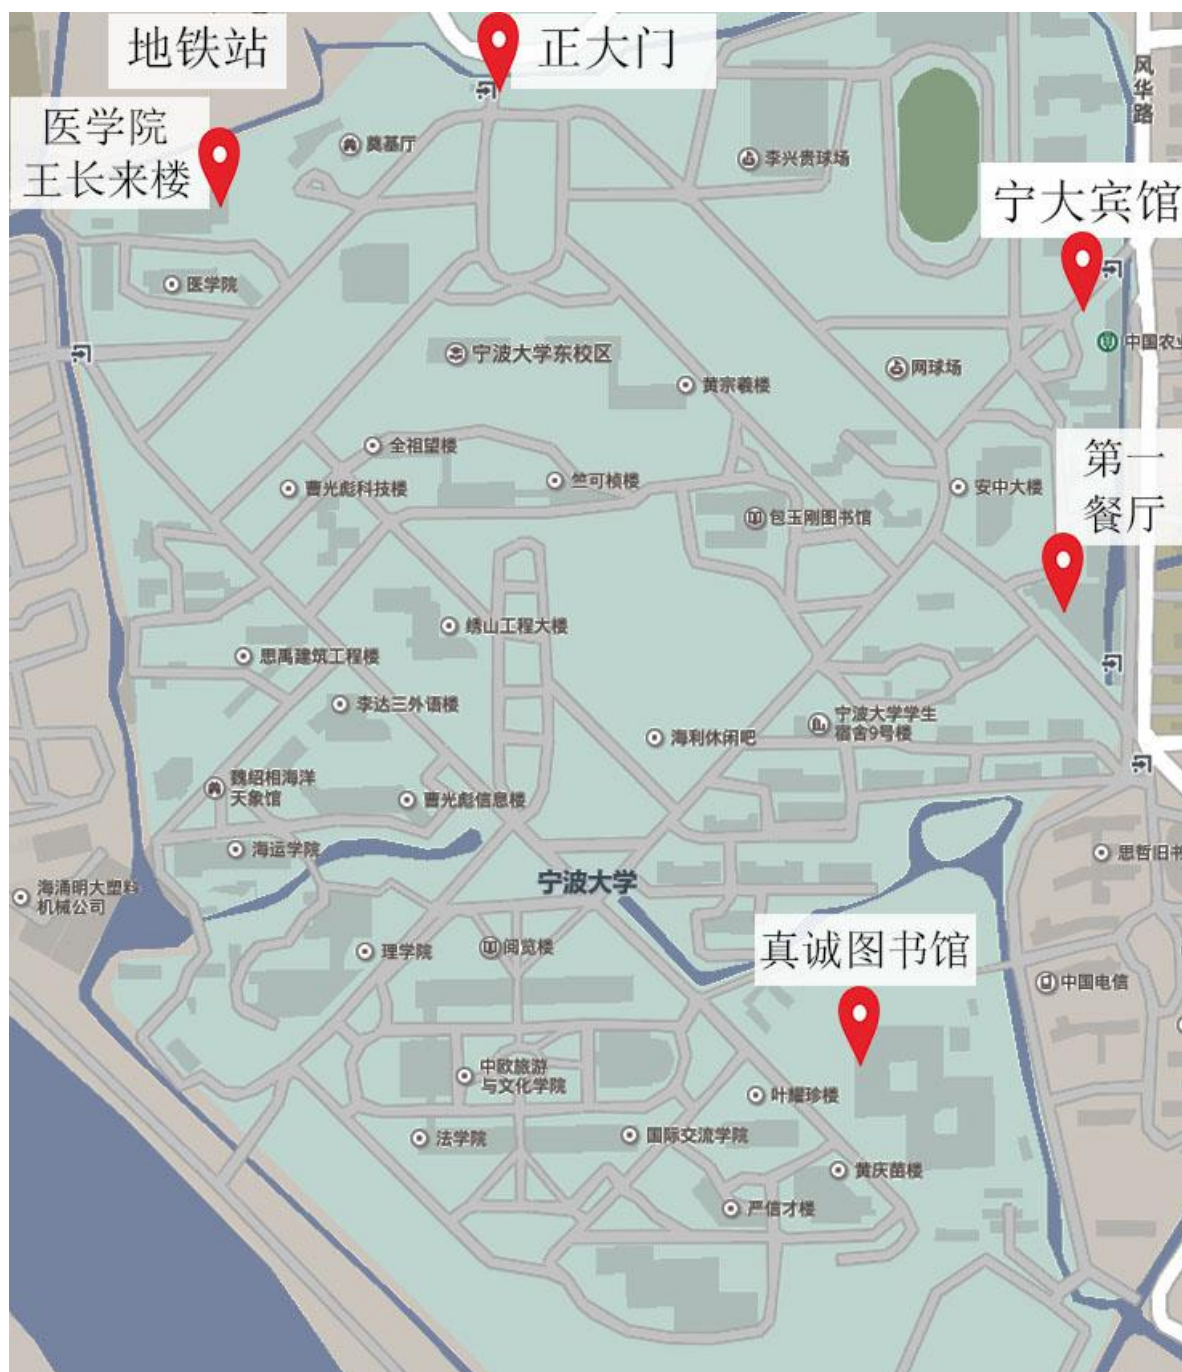 地铁站
正大门
风华路
医学院
王长来楼
奠基厅
李兴贵球场
宁大宾馆
医学院
中国农业
宁波大学东校区
网球场
黄宗羲楼
全祖望楼
第一
餐厅
竺可桢楼
曹光彪科技楼
安中大楼
包玉刚图书馆
绣山工程大楼
思禹建筑工程楼
李达三外语楼
宁波大学学生
宿舍9号楼
海利休闲吧
魏绍相海洋
天象馆
曹光彪信息楼
海运学院
思哲旧书
宁波大学
海涌明大塑料
机械公司
理学院
阅览楼
真诚图书馆
中国电信
中欧旅游
与文化学院
叶耀珍楼
法学院
国际交流学院
黄庆苗楼
严信才楼